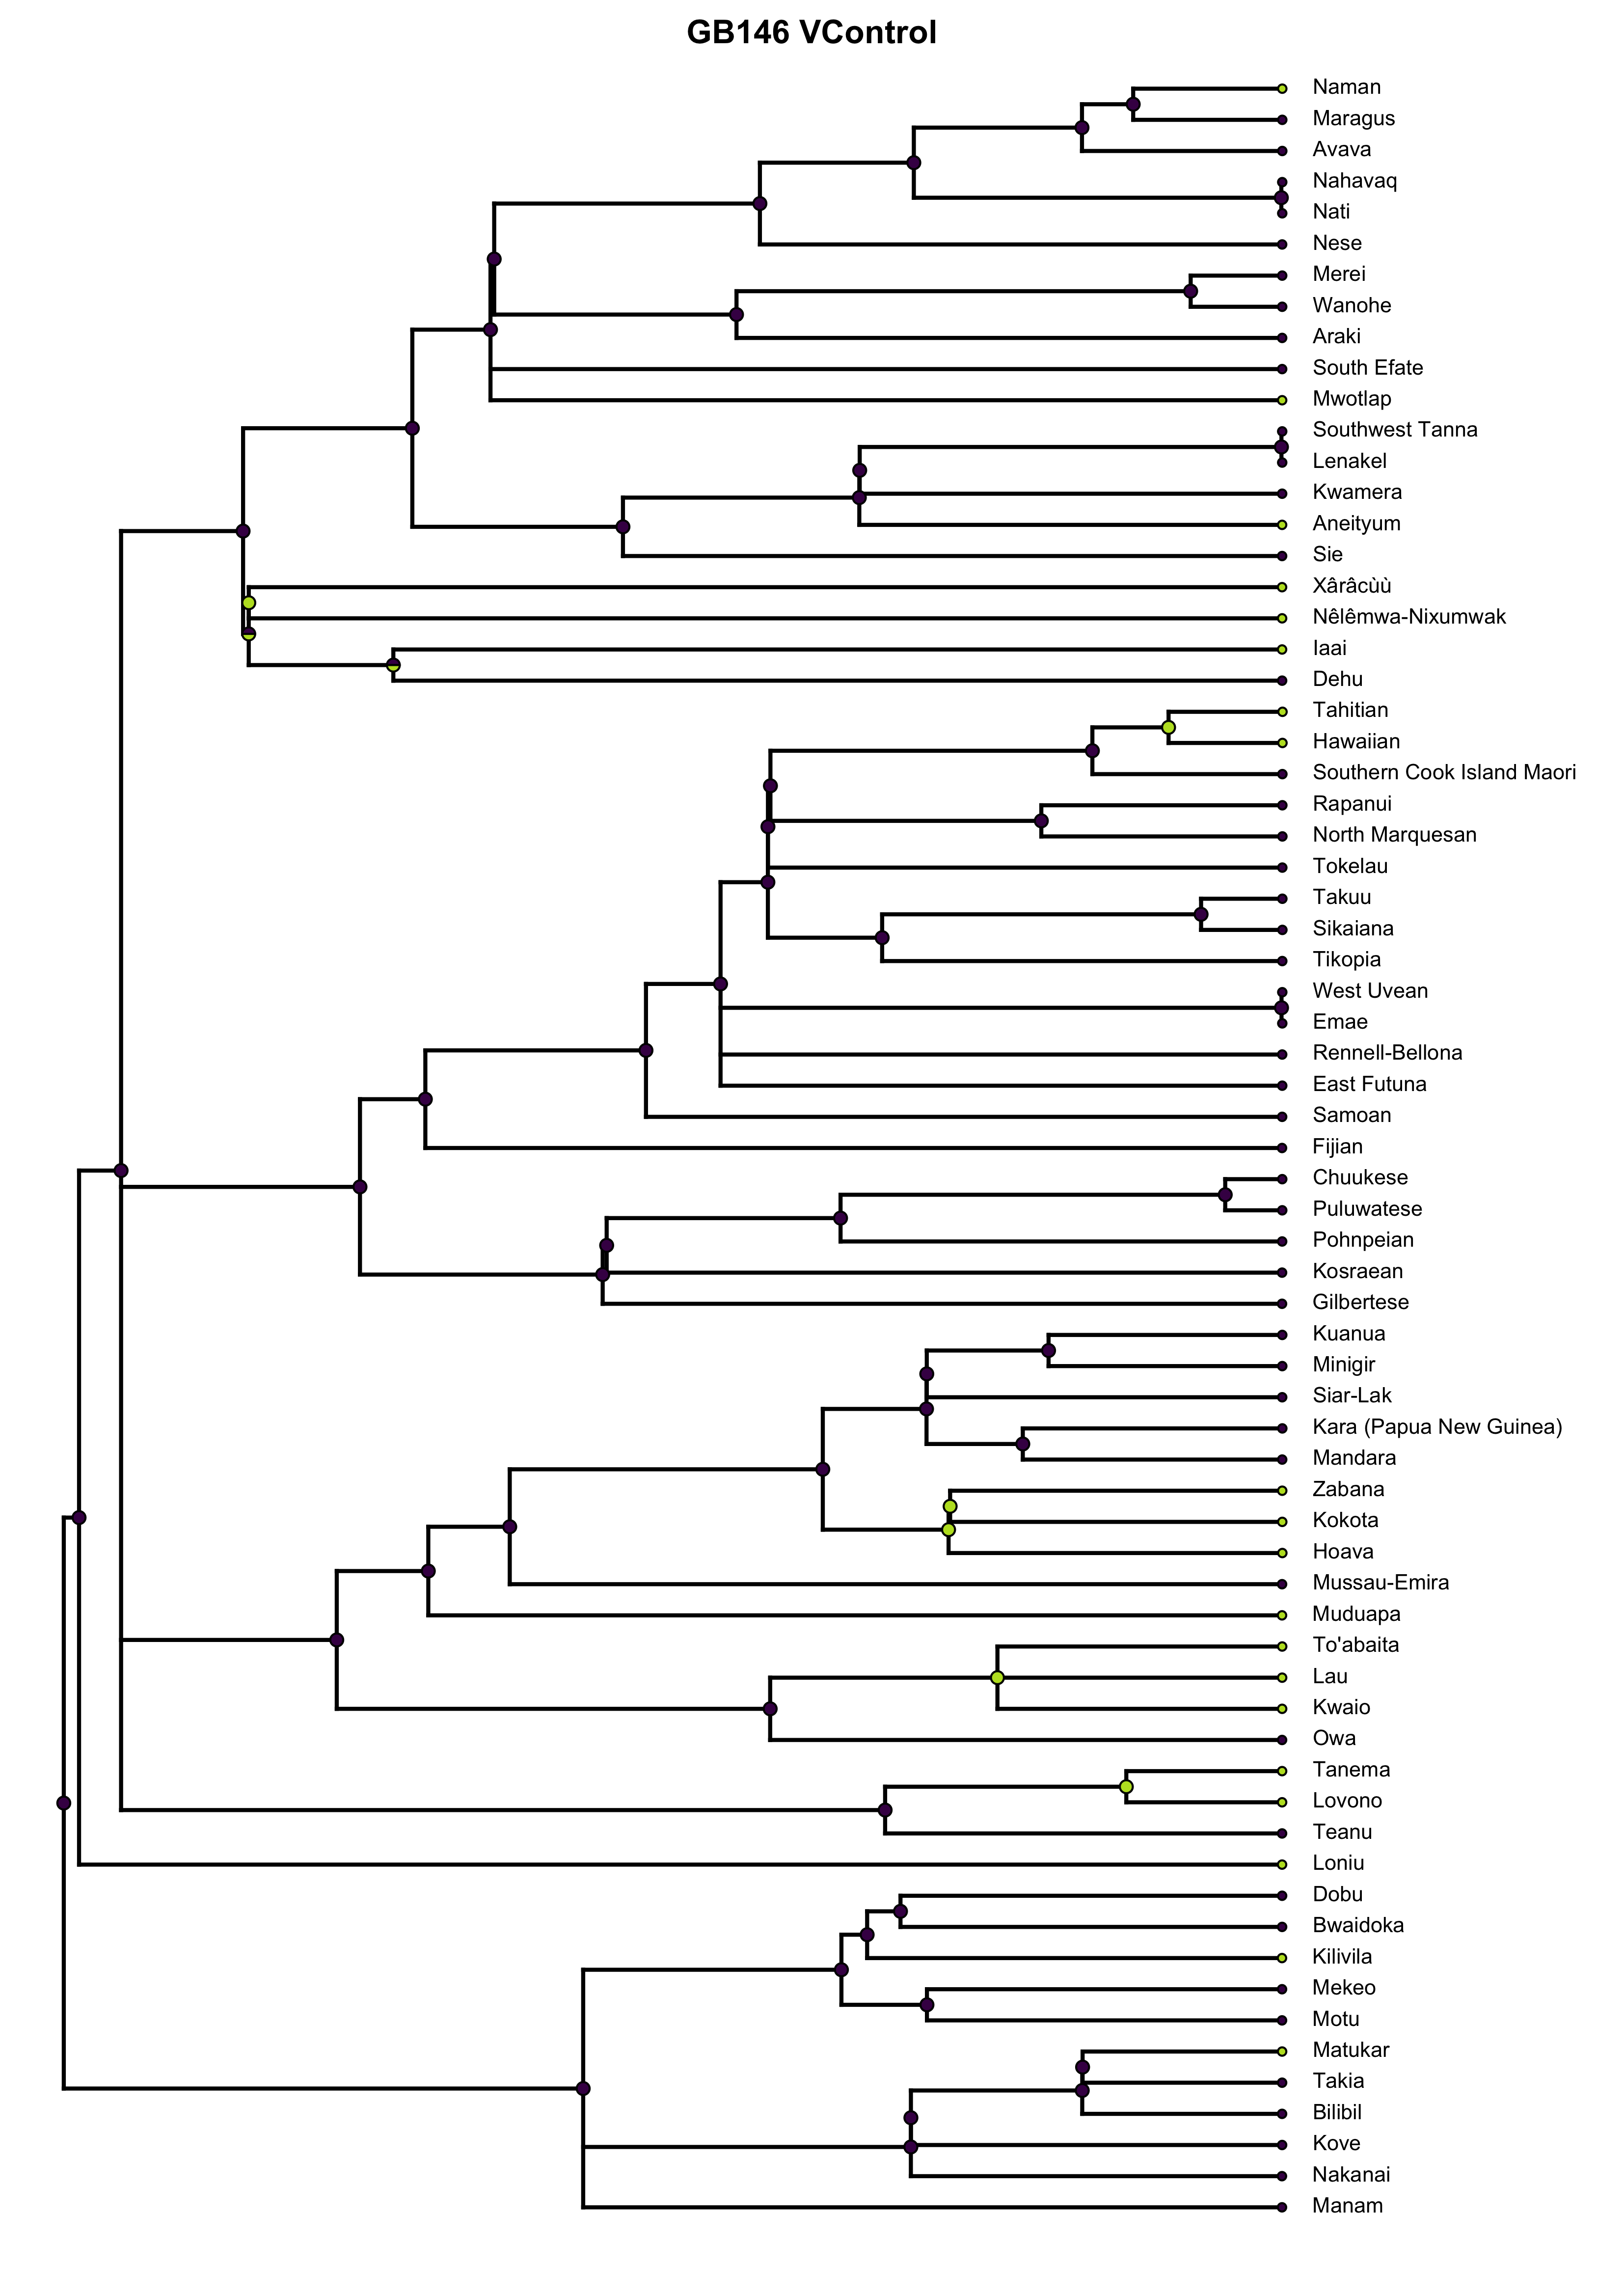 GB146 VControl
Naman
Maragus
Avava
Nahavaq
Nati
Nese
Merei
Wanohe
Araki
South Efate
Mwotlap
Southwest Tanna
Lenakel
Kwamera
Aneityum
Sie
Xârâcùù
Nêlêmwa-Nixumwak
Iaai
Dehu
Tahitian
Hawaiian
Southern Cook Island Maori
Rapanui
North Marquesan
Tokelau
Takuu
Sikaiana
Tikopia
West Uvean
Emae
Rennell-Bellona
East Futuna
Samoan
Fijian
Chuukese
Puluwatese
Pohnpeian
Kosraean
Gilbertese
Kuanua
Minigir
Siar-Lak
Kara (Papua New Guinea)
Mandara
Zabana
Kokota
Hoava
Mussau-Emira
Muduapa
To'abaita
Lau
Kwaio
Owa
Tanema
Lovono
Teanu
Loniu
Dobu
Bwaidoka
Kilivila
Mekeo
Motu
Matukar
Takia
Bilibil
Kove
Nakanai
Manam